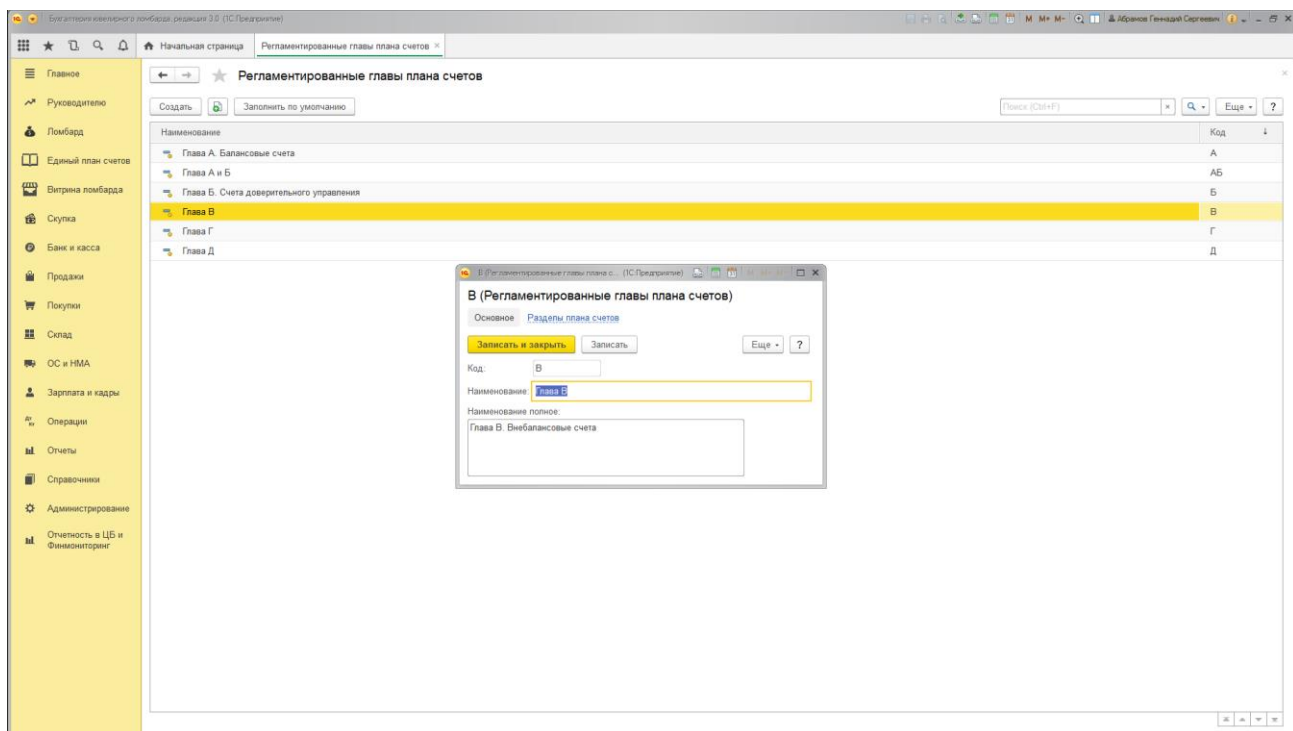 Бухгалтерия ювелирного ломбарда, редакция 3.0 (1С:Предприятие)
M M+ M- Абрамов Геннадий Сергеевич
Начальная страница Регламентированные главы плана счетов ×
Главное
Руководителю
Ломбард
Единый план счетов
Витрина ломбарда
Скупка
Банк и касса
Продажи
Покупки
Склад
ОС и НМА
Зарплата и кадры
Операции
Отчеты
Справочники
Администрирование
Отчетность в ЦБ и
Финмониторинг
Регламентированные главы плана счетов
Создать Заполнить по умолчанию Поиск (Ctrl+F) × Еще ?
Наименование Код
Глава А. Балансовые счета А
Глава А и Б АБ
Глава Б. Счета доверительного управления Б
Глава В В
Глава Г Г
Глава Д Д
В (Регламентированные главы плана с... (1С:Предприятие)
В (Регламентированные главы плана счетов)
Основное Разделы плана счетов
Записать и закрыть Записать Еще ?
Код: В
Наименование: Глава В
Наименование полное:
Глава В. Внебалансовые счета